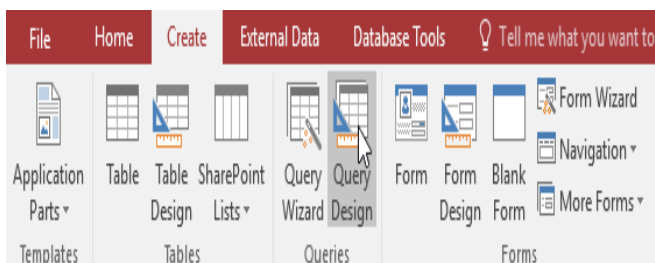 File Home Create External Data Database Tools Tell me what you want to
Application Parts
Table
Table Design
SharePoint Lists
Query Wizard
Query Design
Form
Form Design
Blank Form
Form Wizard
Navigation
More Forms
Templates Tables Queries Forms